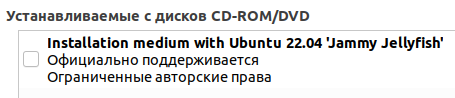 Устанавливаемые с дисков CD-ROM/DVD
Installation medium with Ubuntu 22.04 'Jammy Jellyfish'
Официально поддерживается
Ограниченные авторские права